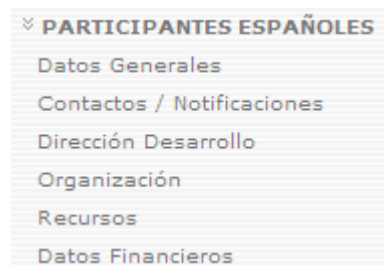 PARTICIPANTES ESPAÑOLES
Datos Generales
Contactos / Notificaciones
Dirección Desarrollo
Organización
Recursos
Datos Financieros